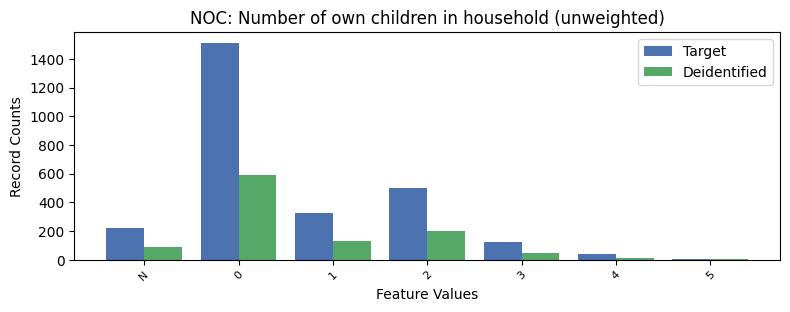 NOC: Number of own children in household (unweighted)
Target
Deidentified
Record Counts
1400
1200
1000
800
600
400
200
0
N
0
1
2
3
4
5
Feature Values